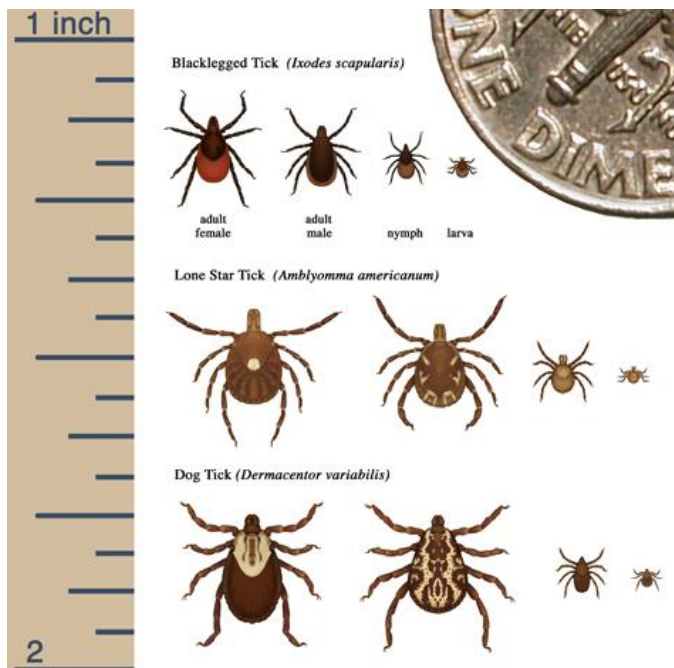 1 inch
Blacklegged Tick (Ixodes scapularis)
ONE DIME
adult female
adult male
nymph
larva
Lone Star Tick (Amblyomma americanum)
Dog Tick (Dermacentor variabilis)
2